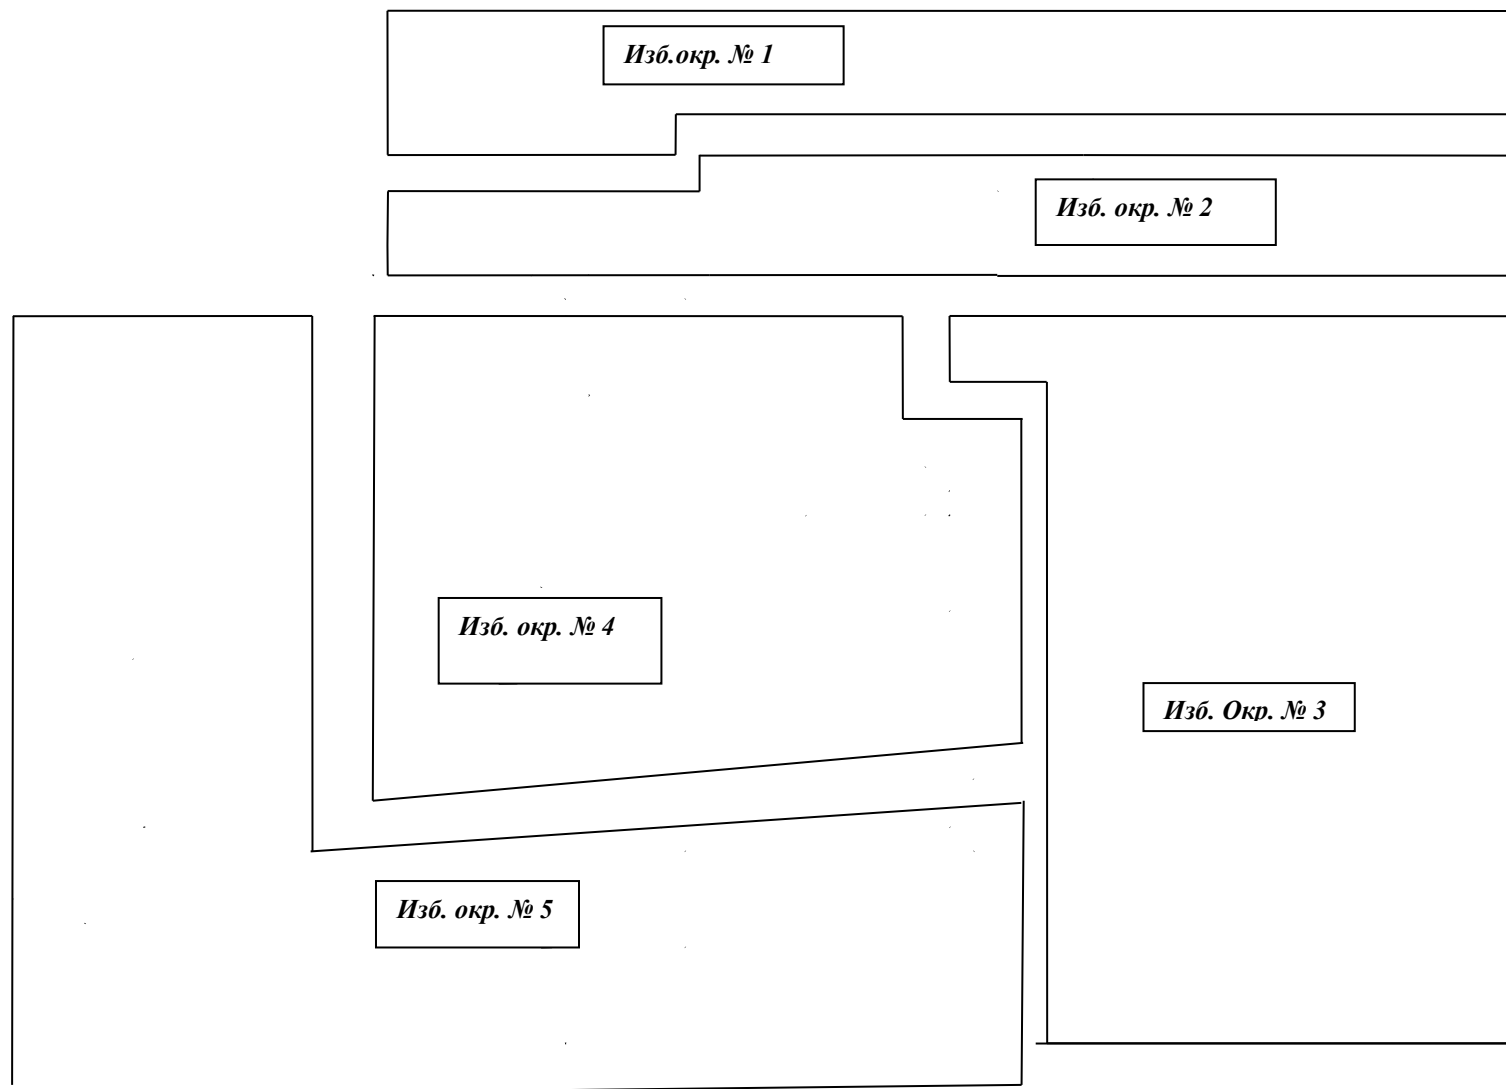 Изб.окр. № 1
Изб. окр. № 2
Изб. окр. № 4
Изб. Окр. № 3
Изб. окр. № 5